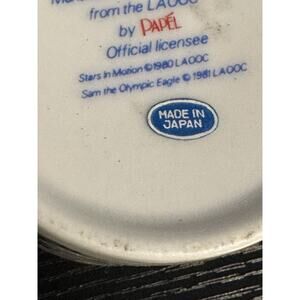 from the LAOOC
by PAPÉL
Official licensee
Stars In Motion © 1980 LAOOC
Sam the Olympic Eagle © 1981 LAOOC
MADE IN
JAPAN